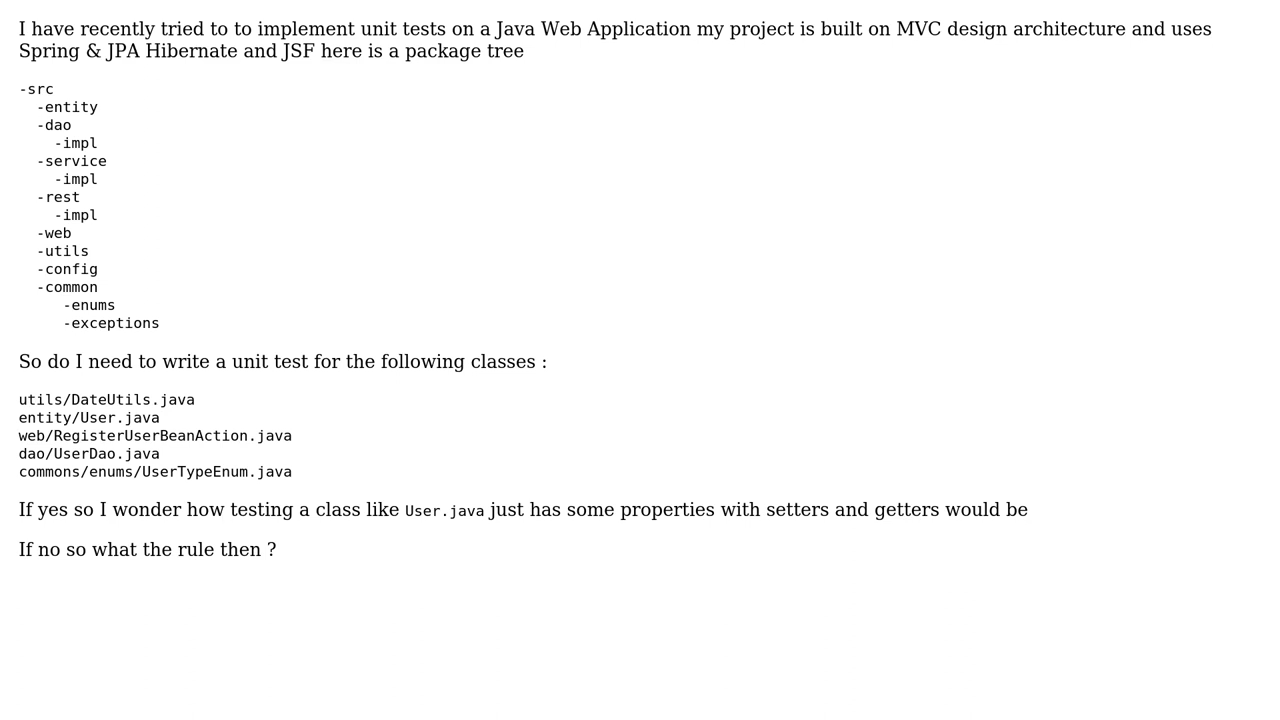 I have recently tried to to implement unit tests on a Java Web Application my project is built on MVC design architecture and uses
Spring & JPA Hibernate and JSF here is a package tree
-src
  -entity
  -dao
    -impl
  -service
    -impl
  -rest
    -impl
  -web
  -utils
  -config
  -common
     -enums
     -exceptions
So do I need to write a unit test for the following classes :
utils/DateUtils.java
entity/User.java
web/RegisterUserBeanAction.java
dao/UserDao.java
commons/enums/UserTypeEnum.java
If yes so I wonder how testing a class like User.java just has some properties with setters and getters would be
If no so what the rule then ?